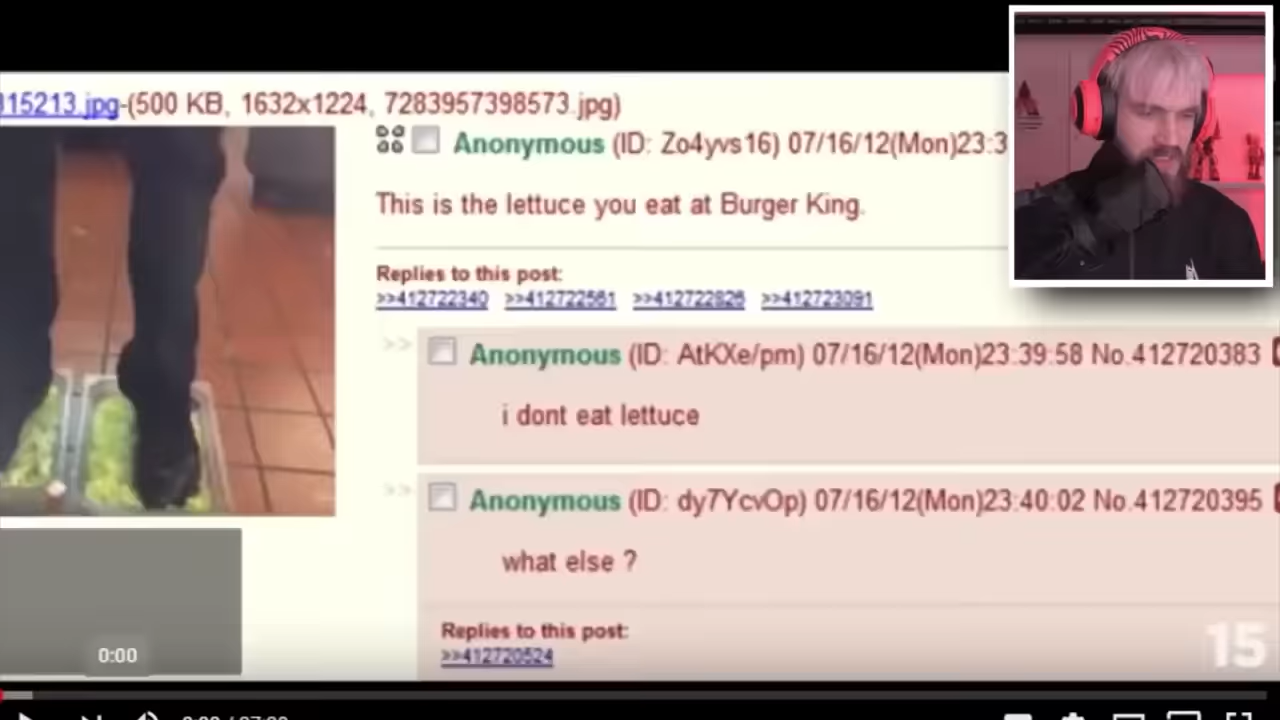 315213.jpg-(500 KB, 1632x1224, 7283957398573.jpg)
Anonymous (ID: Zo4yvs16) 07/16/12(Mon)23:3
This is the lettuce you eat at Burger King.
Replies to this post:
>>412722340 >>412722561 >>412722826 >>412723091
>> Anonymous (ID: AtKXe/pm) 07/16/12(Mon)23:39:58 No.412720383
i dont eat lettuce
>> Anonymous (ID: dy7YcvOp) 07/16/12(Mon)23:40:02 No.412720395
what else ?
Replies to this post:
>>412720524
15
0:00